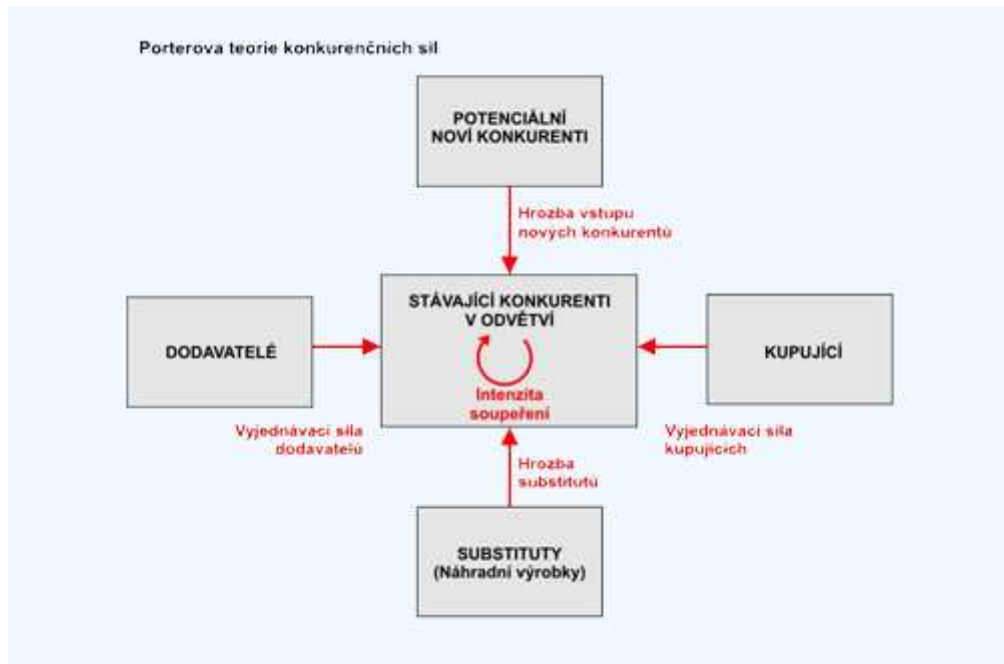 Porterova teorie konkurenčních sil
POTENCIÁLNÍ
NOVÍ KONKURENTI
Hrozba vstupu
nových konkurentů
STÁVAJÍCÍ KONKURENTI
V ODVĚTVÍ
DODAVATELÉ
KUPUJÍCÍ
Intenzita
soupeření
Vyjednávací síla
dodavatelů
Vyjednávací síla
kupujících
Hrozba
substitutů
SUBSTITUTY
(Náhradní výrobky)